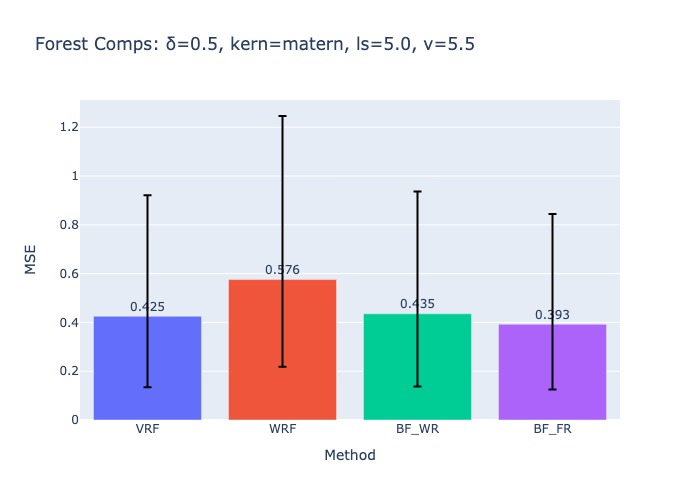 Forest Comps: δ=0.5, kern=matern, ls=5.0, v=5.5
1.2
1
0.8
0.6
0.4
0.2
0
MSE
0.425
0.576
0.435
0.393
VRF
WRF
BF_WR
BF_FR
Method